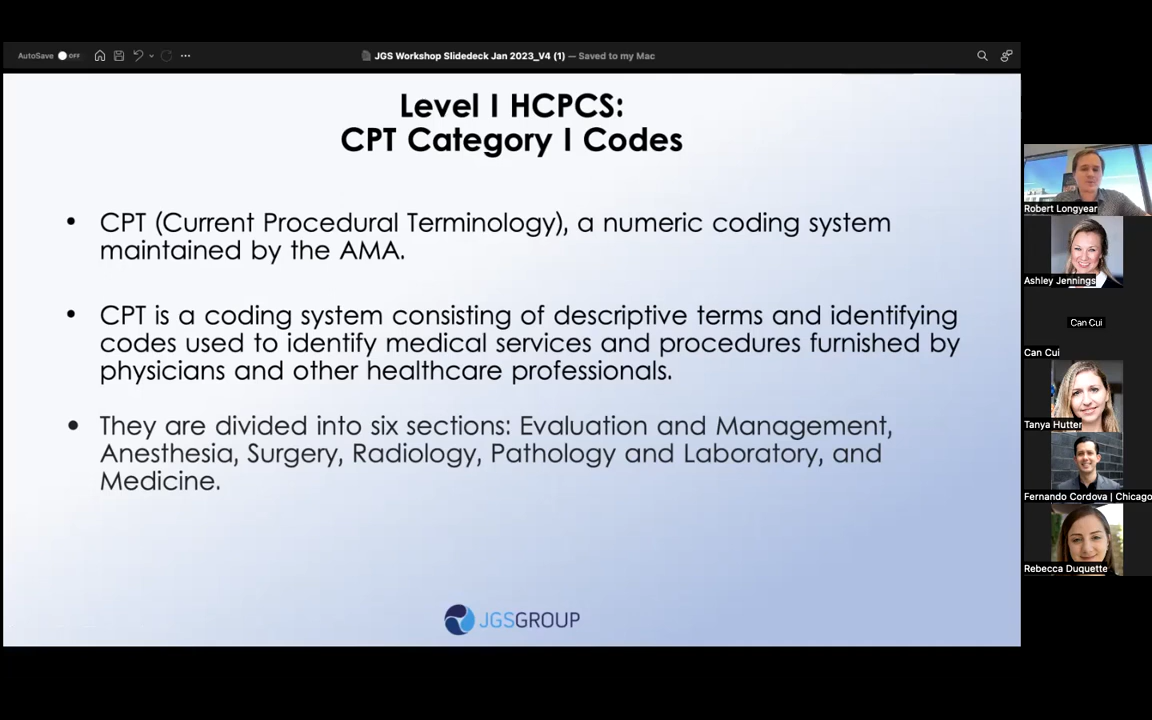 AutoSave OFF
JGS Workshop Slidedeck Jan 2023_V4 (1) — Saved to my Mac
Level I HCPCS:
CPT Category I Codes
• CPT (Current Procedural Terminology), a numeric coding system
maintained by the AMA.
• CPT is a coding system consisting of descriptive terms and identifying
codes used to identify medical services and procedures furnished by
physicians and other healthcare professionals.
• They are divided into six sections: Evaluation and Management,
Anesthesia, Surgery, Radiology, Pathology and Laboratory, and
Medicine.
JGSGROUP
Robert Longyear
Ashley Jennings
Can Cui
Can Cui
Tanya Hutter
Fernando Cordova | Chicago
Rebecca Duquette